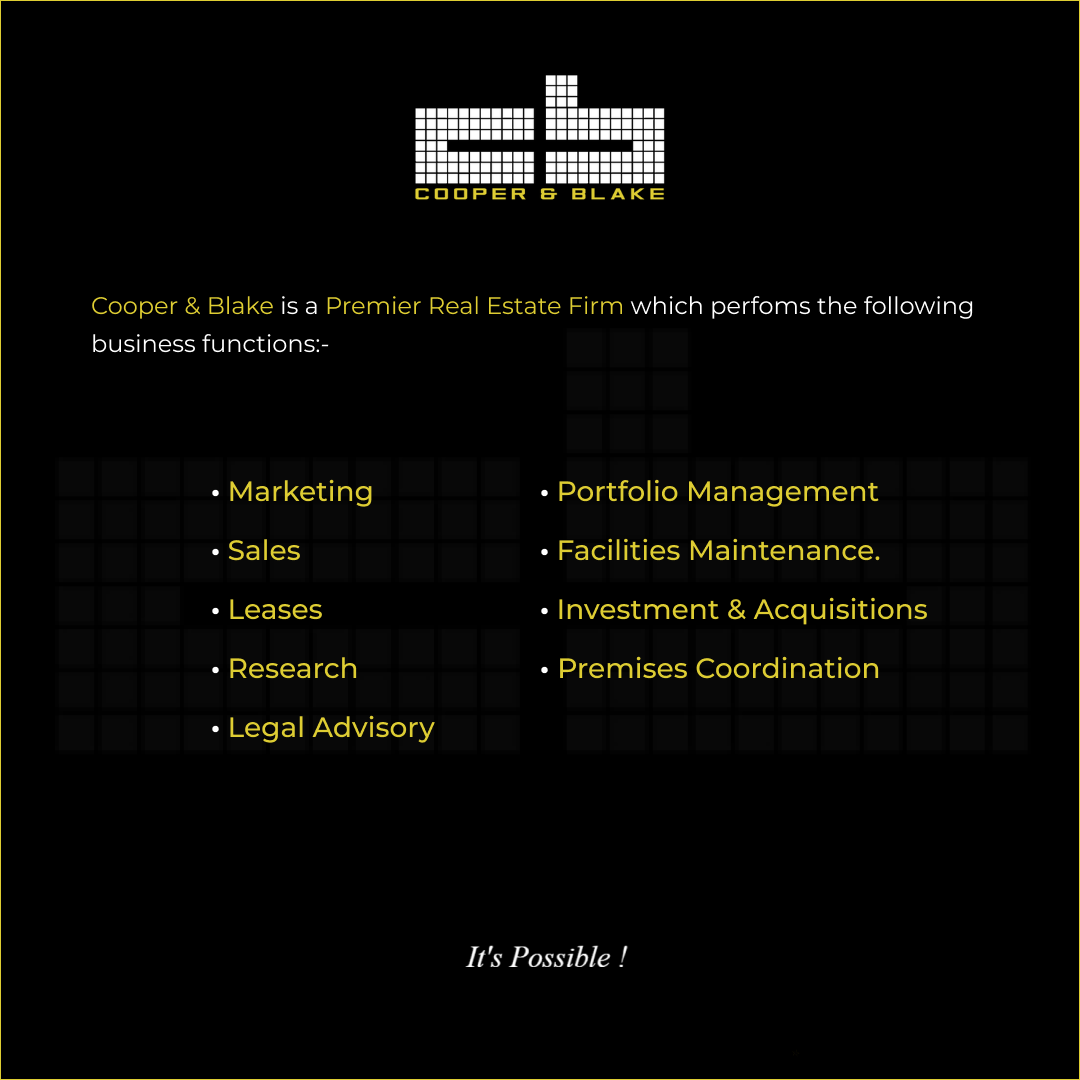 cb
COOPER & BLAKE
Cooper & Blake is a Premier Real Estate Firm which perfoms the following
business functions:-
• Marketing
• Sales
• Leases
• Research
• Legal Advisory
• Portfolio Management
• Facilities Maintenance.
• Investment & Acquisitions
• Premises Coordination
It's Possible !